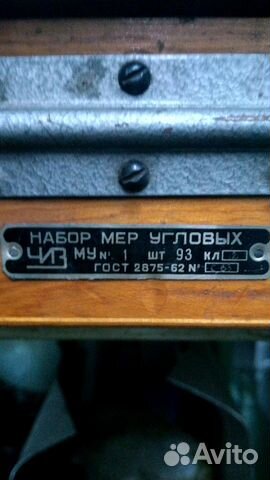 НАБОР МЕР УГЛОВЫХ
ЧИЗ МУ №. 1 ШТ 93 КЛ
ГОСТ 2875-62 №
Avito